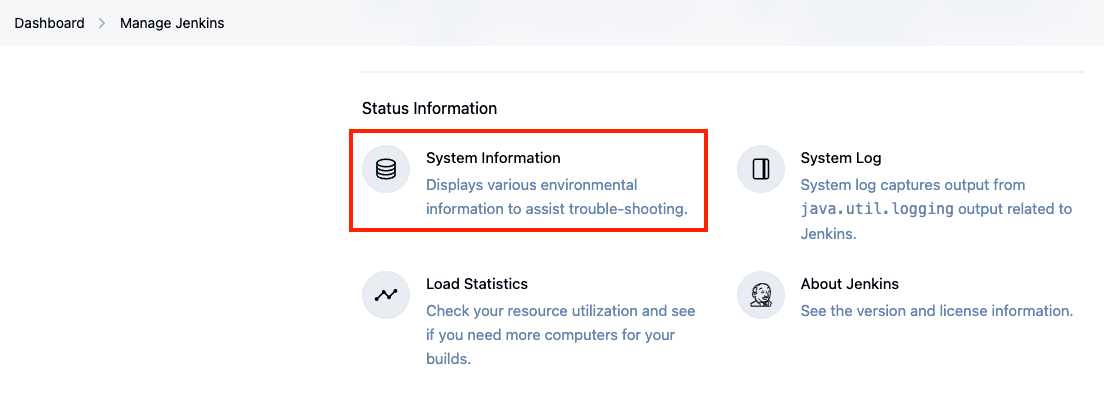 Dashboard > Manage Jenkins
Status Information
System Information
Displays various environmental
information to assist trouble-shooting.
System Log
System log captures output from
java.util.logging output related to
Jenkins.
Load Statistics
Check your resource utilization and see
if you need more computers for your
builds.
About Jenkins
See the version and license information.